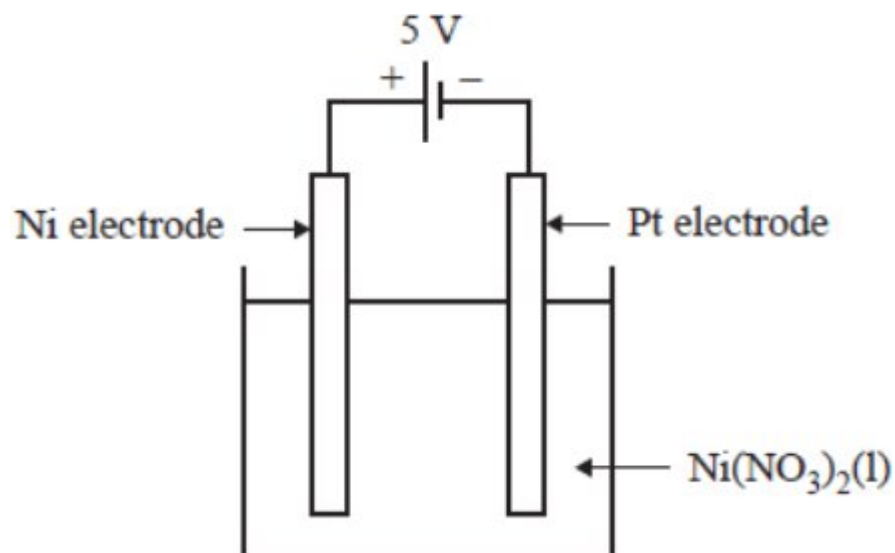 5 V
+ −
Ni electrode
Pt electrode
Ni(NO₃)₂(l)